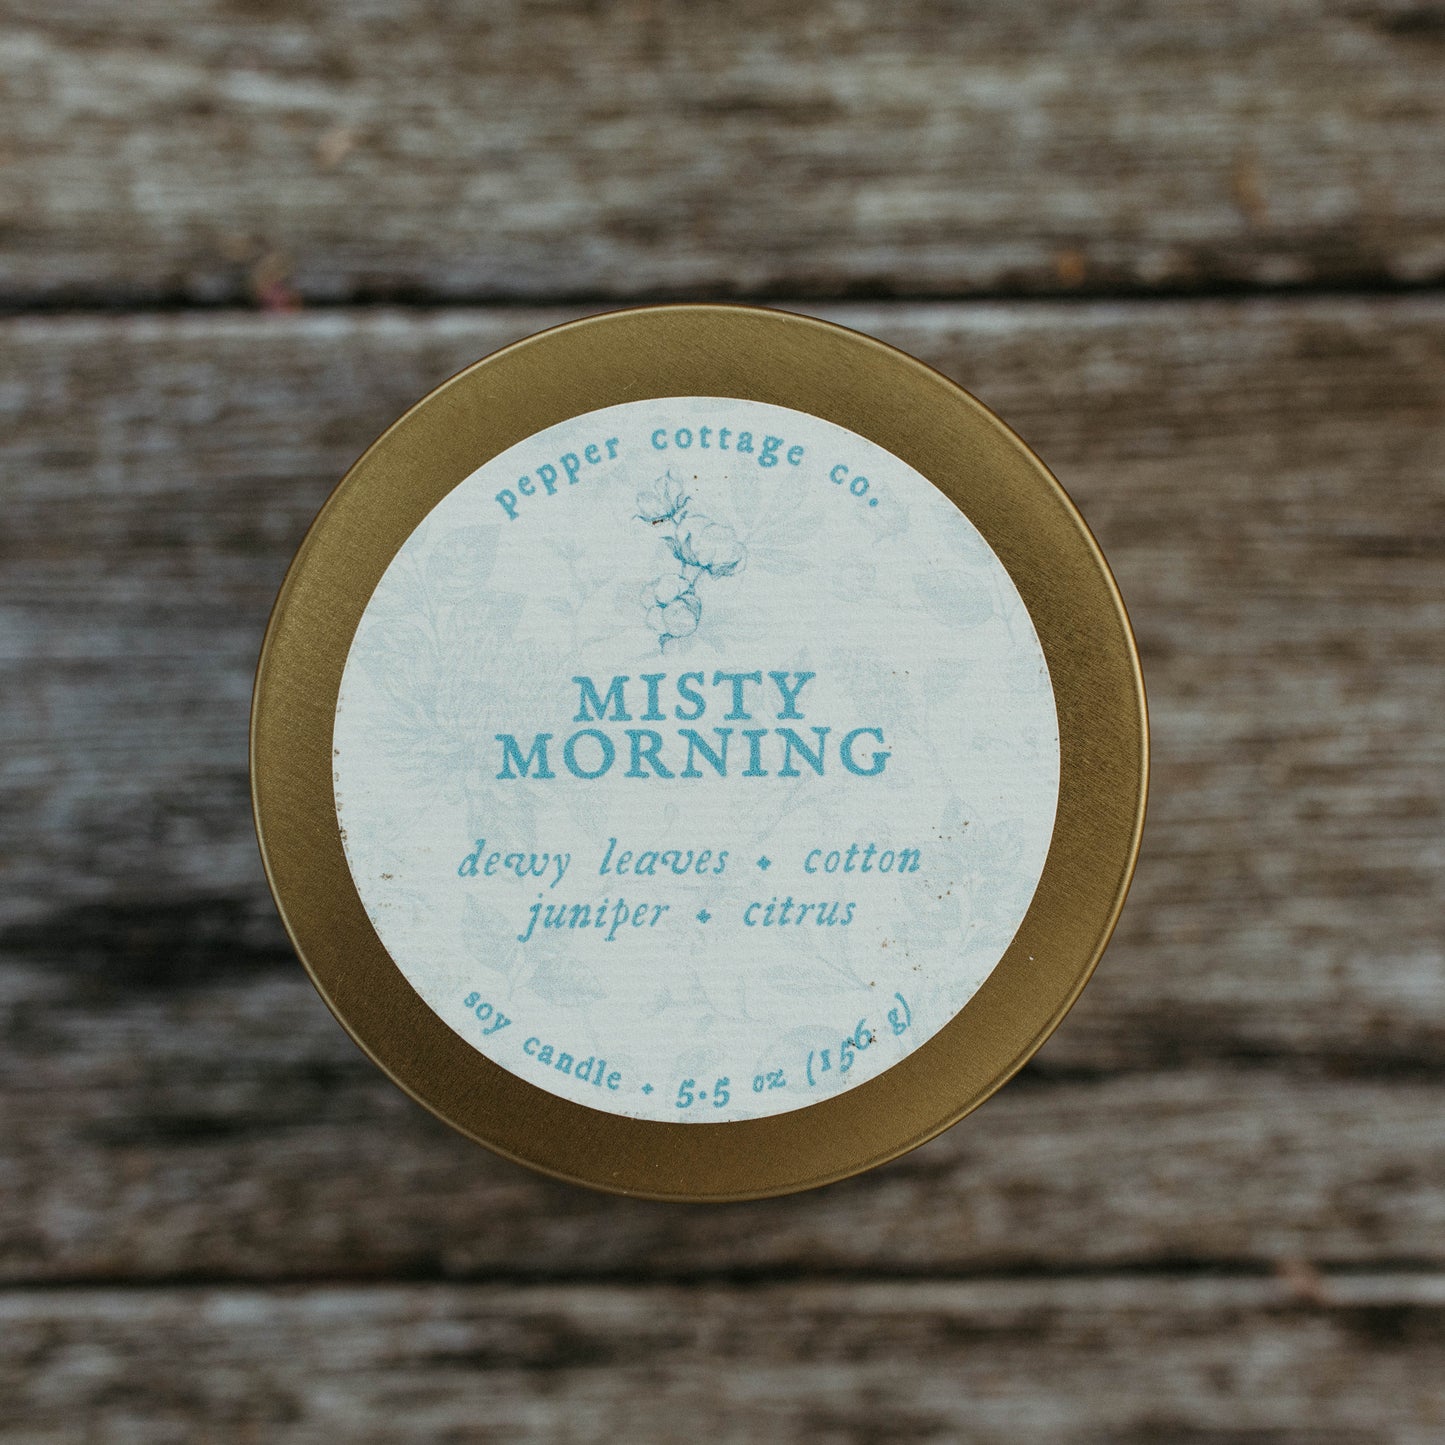 pepper cottage co.
MISTY
MORNING
dewy leaves + cotton
juniper + citrus
soy candle + 5.5 oz (156 g)